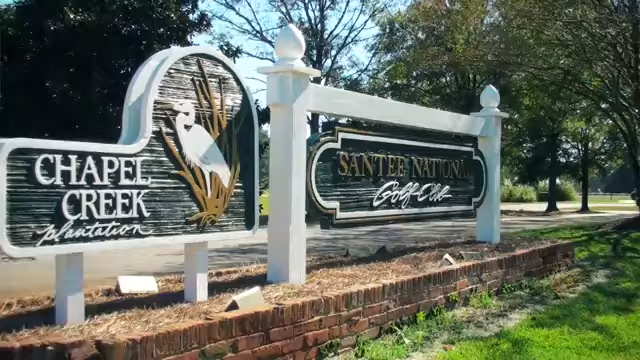 CHAPEL
CREEK
plantation
SANTEE NATIONAL
Golf Club